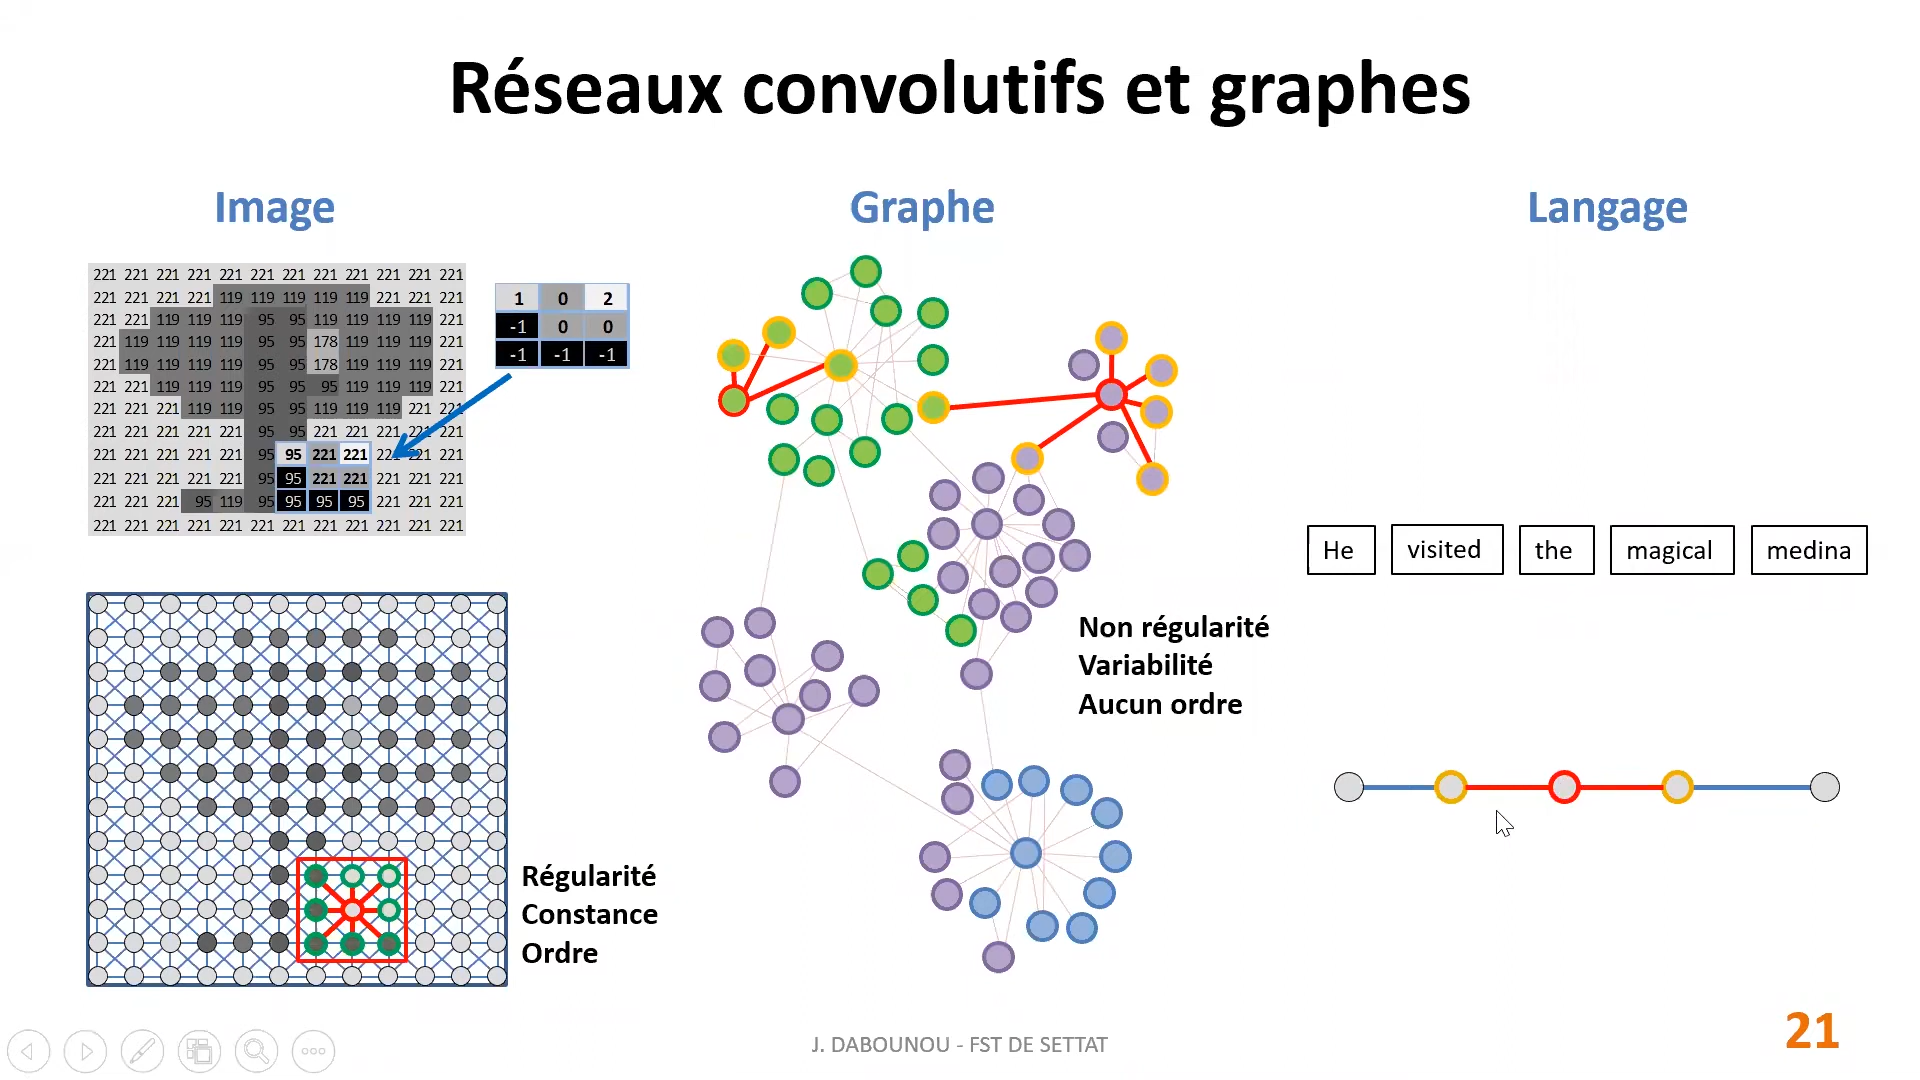 Réseaux convolutifs et graphes
Image
221 221 221 221 221 221 221 221 221 221 221 221
221 221 221 221 119 119 119 119 119 221 221 221
221 221 119 119 119 95 95 119 119 119 119 221
221 119 119 119 119 95 95 178 119 119 119 221
221 119 119 119 119 95 95 178 119 119 119 221
221 221 119 119 119 95 95 95 119 119 119 221
221 221 221 119 119 95 95 119 119 119 221 221
221 221 221 221 221 95 95 221 221 221 221 221
221 221 221 221 221 95 95 221 221 221 221 221
221 221 221 221 221 95 95 221 221 221 221 221
221 221 221 95 119 95 95 95 95 221 221 221
221 221 221 221 221 221 221 221 221 221 221 221
1 0 2
-1 0 0
-1 -1 -1
Régularité
Constance
Ordre
Graphe
Non régularité
Variabilité
Aucun ordre
Langage
He visited the magical medina
J. DABOUNOU - FST DE SETTAT
21